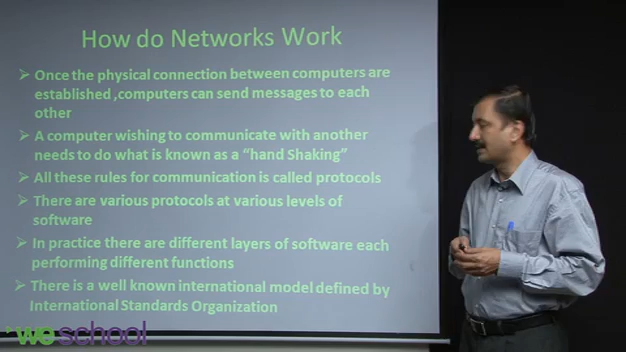 How do Networks Work
Once the physical connection between computers are
established ,computers can send messages to each
other
A computer wishing to communicate with another
needs to do what is known as a “hand Shaking”
All these rules for communication is called protocols
There are various protocols at various levels of
software
In practice there are different layers of software each
performing different functions
There is a well known international model defined by
International Standards Organization
we school